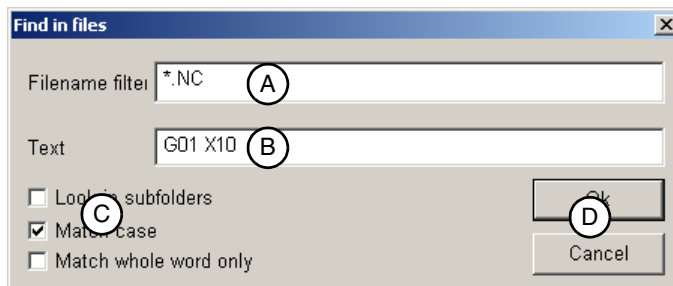 Find in files
Filename filter *.NC A
Text G01 X10 B
Look in subfolders
C
Match case
Match whole word only
Ok
D
Cancel